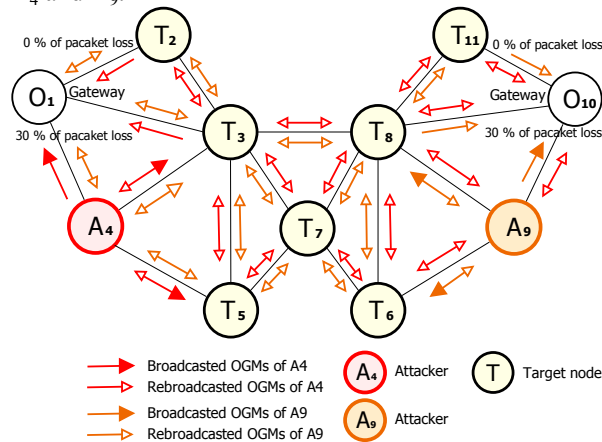 0 % of pacaket loss
T2
T11
0 % of pacaket loss
O1
Gateway
Gateway
O10
30 % of pacaket loss
T3
T8
30 % of pacaket loss
A4
T7
A9
T5
T6
Broadcasted OGMs of A4
Rebroadcasted OGMs of A4
Broadcasted OGMs of A9
Rebroadcasted OGMs of A9
A4 Attacker
A9 Attacker
T Target node